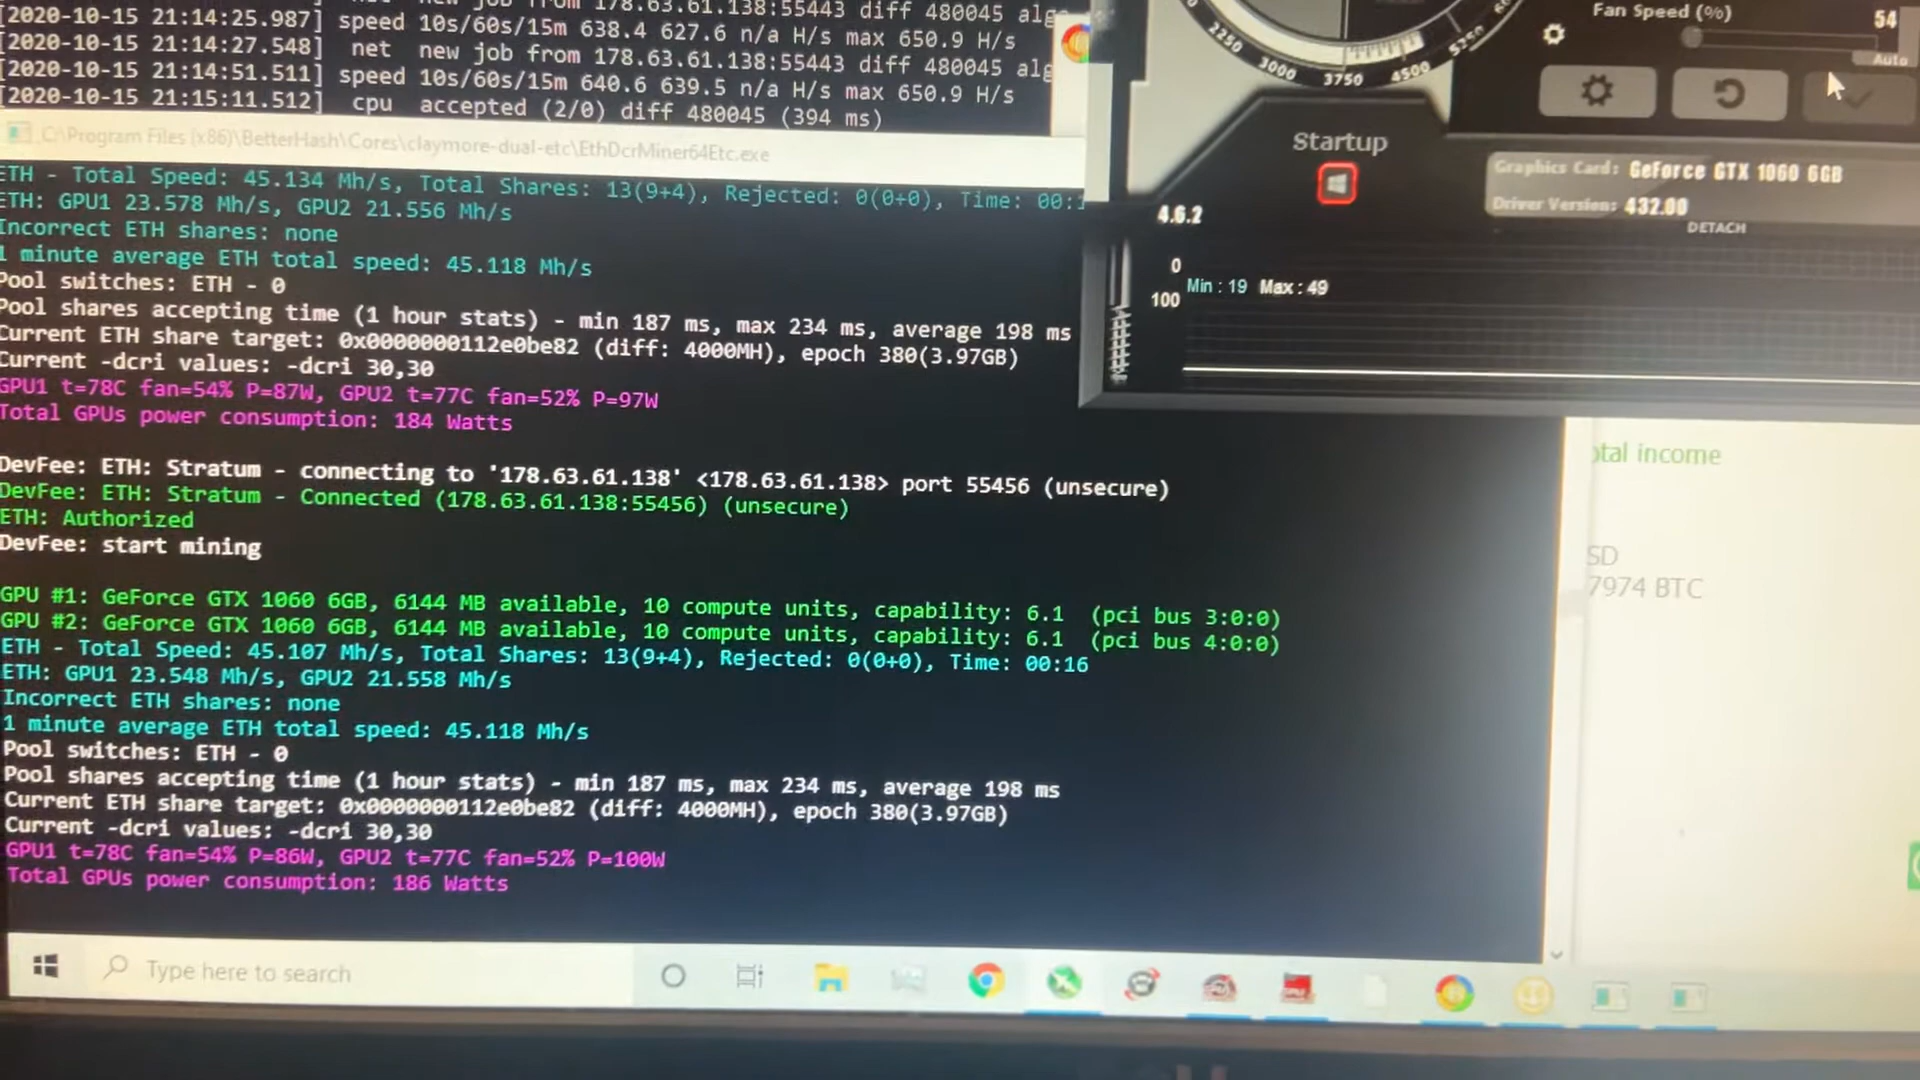 new job from 178.63.61.138:55443 diff 480045
[2020-10-15 21:14:25.987] speed 10s/60s/15m 638.4 627.6 n/a H/s max 650.9 H/s
[2020-10-15 21:14:27.548] net new job from 178.63.61.138:55443 diff 480045 alg
[2020-10-15 21:14:51.511] speed 10s/60s/15m 640.6 639.5 n/a H/s max 650.9 H/s
[2020-10-15 21:15:11.512] cpu accepted (2/0) diff 480045 (394 ms)
C:\Program Files (x86)\BetterHash\Cores\claymore-dual-etc\EthDcrMiner64Etc.exe
ETH - Total Speed: 45.134 Mh/s, Total Shares: 13(9+4), Rejected: 0(0+0), Time: 00:1
ETH: GPU1 23.578 Mh/s, GPU2 21.556 Mh/s
Incorrect ETH shares: none
1 minute average ETH total speed: 45.118 Mh/s
Pool switches: ETH - 0
Pool shares accepting time (1 hour stats) - min 187 ms, max 234 ms, average 198 ms
Current ETH share target: 0x0000000112e0be82 (diff: 4000MH), epoch 380(3.97GB)
Current -dcri values: -dcri 30,30
GPU1 t=78C fan=54% P=87W, GPU2 t=77C fan=52% P=97W
Total GPUs power consumption: 184 Watts
DevFee: ETH: Stratum - connecting to '178.63.61.138' <178.63.61.138> port 55456 (unsecure)
DevFee: ETH: Stratum - Connected (178.63.61.138:55456) (unsecure)
ETH: Authorized
DevFee: start mining
GPU #1: GeForce GTX 1060 6GB, 6144 MB available, 10 compute units, capability: 6.1 (pci bus 3:0:0)
GPU #2: GeForce GTX 1060 6GB, 6144 MB available, 10 compute units, capability: 6.1 (pci bus 4:0:0)
ETH - Total Speed: 45.107 Mh/s, Total Shares: 13(9+4), Rejected: 0(0+0), Time: 00:16
ETH: GPU1 23.548 Mh/s, GPU2 21.558 Mh/s
Incorrect ETH shares: none
1 minute average ETH total speed: 45.118 Mh/s
Pool switches: ETH - 0
Pool shares accepting time (1 hour stats) - min 187 ms, max 234 ms, average 198 ms
Current ETH share target: 0x0000000112e0be82 (diff: 4000MH), epoch 380(3.97GB)
Current -dcri values: -dcri 30,30
GPU1 t=78C fan=54% P=86W, GPU2 t=77C fan=52% P=100W
Total GPUs power consumption: 186 Watts
2250
3000
3750
4500
5250
Fan Speed (%)
54
Auto
Startup
Graphics Card: GeForce GTX 1060 6GB
Driver Version: 432.00
DETACH
4.6.2
0
Min : 19 Max : 49
100
otal income
SD
7974 BTC
Type here to search